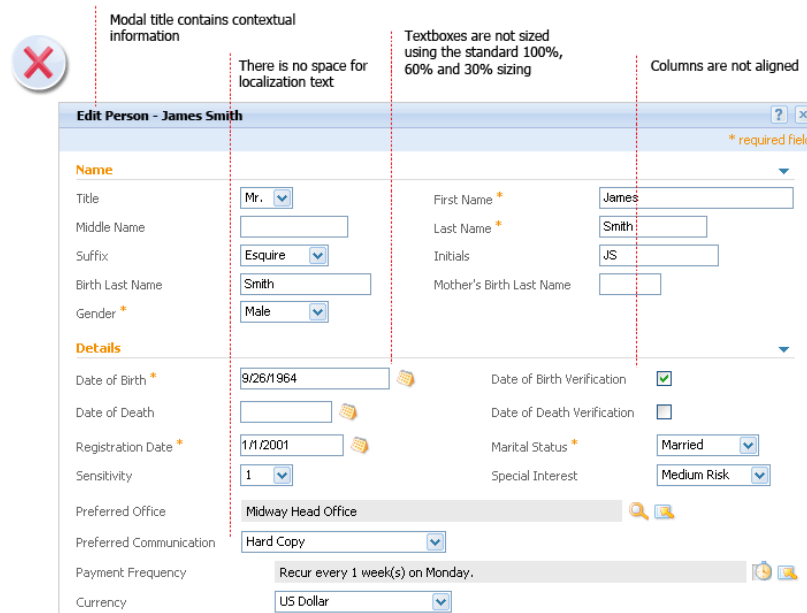 Modal title contains contextual
information
There is no space for
localization text
Textboxes are not sized
using the standard 100%,
60% and 30% sizing
Columns are not aligned
Edit Person - James Smith ?
* required field
Name
Title Mr. First Name * James
Middle Name Last Name * Smith
Suffix Esquire Initials JS
Birth Last Name Smith Mother's Birth Last Name
Gender * Male
Details
Date of Birth * 9/26/1964 Date of Birth Verification
Date of Death Date of Death Verification
Registration Date * 1/1/2001 Marital Status * Married
Sensitivity 1 Special Interest Medium Risk
Preferred Office Midway Head Office
Preferred Communication Hard Copy
Payment Frequency Recur every 1 week(s) on Monday.
Currency US Dollar